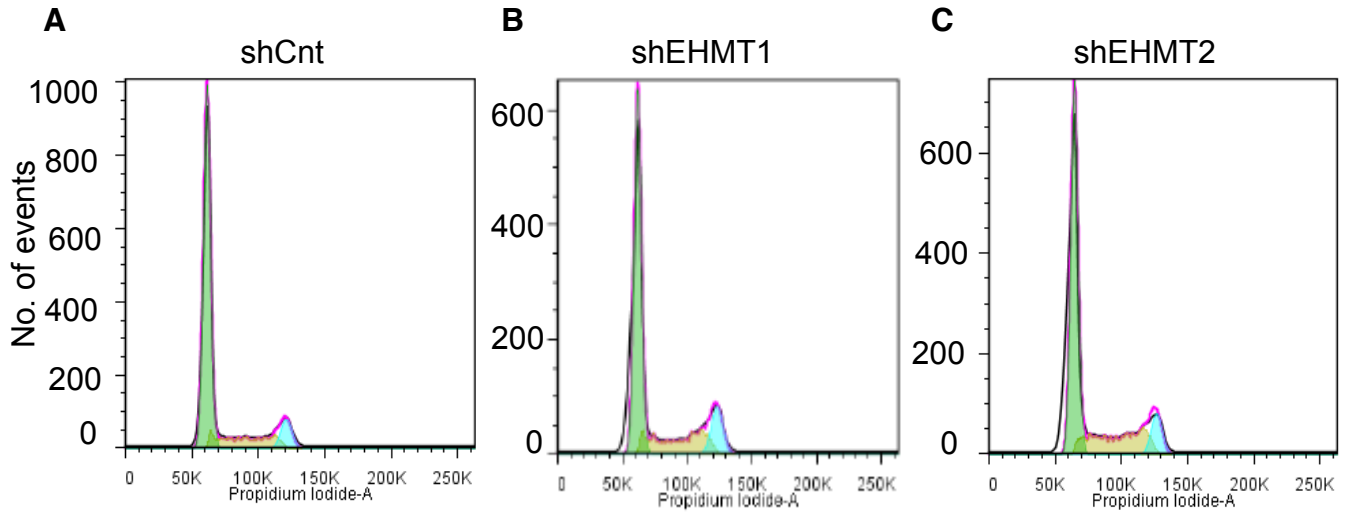 A
B
C
shCnt
shEHMT1
shEHMT2
No. of events
1000
800
600
400
200
0
0 50K 100K 150K 200K 250K
Propidium Iodide-A
600
400
200
0
0 50K 100K 150K 200K 250K
Propidium Iodide-A
600
400
200
0
0 50K 100K 150K 200K 250K
Propidium Iodide-A